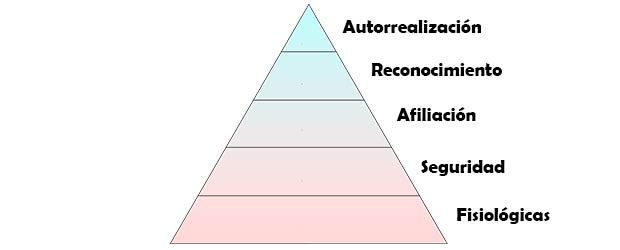 Autorrealización
Reconocimiento
Afiliación
Seguridad
Fisiológicas